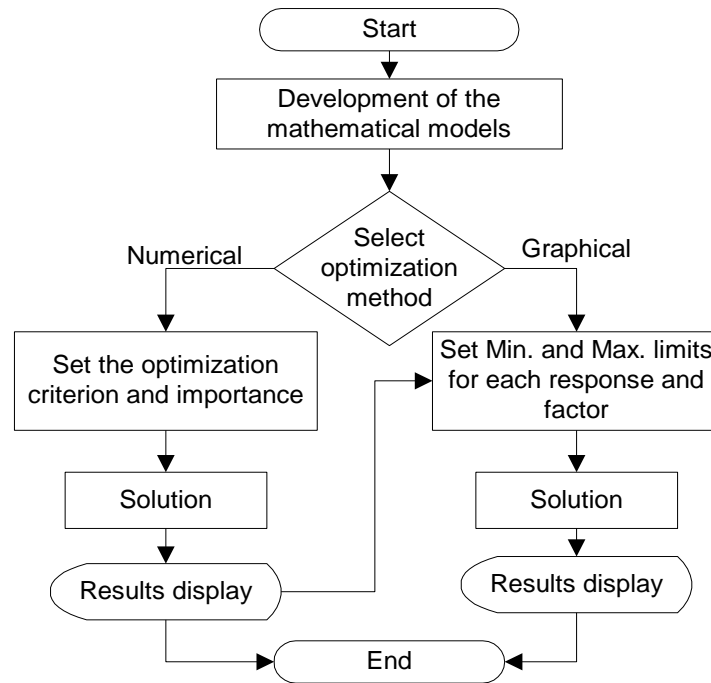 Start
Development of the
mathematical models
Select
optimization
method
Numerical
Graphical
Set the optimization
criterion and importance
Solution
Results display
Set Min. and Max. limits
for each response and
factor
Solution
Results display
End